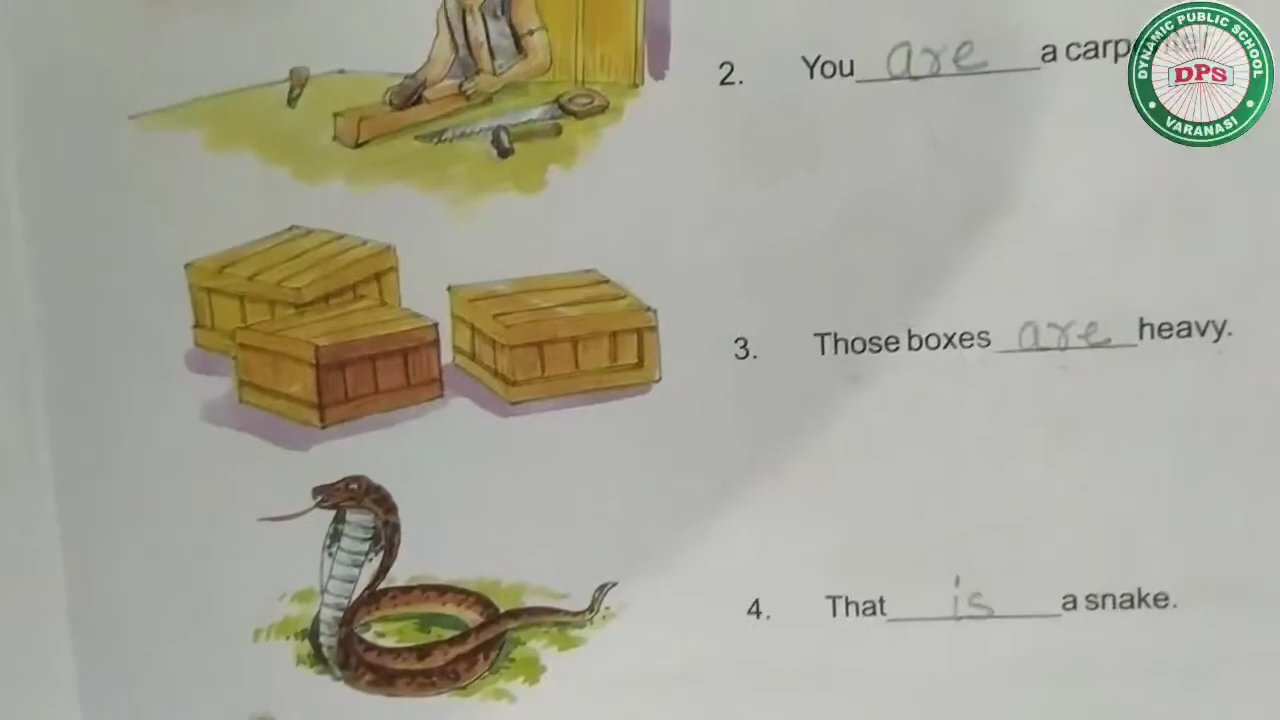 DYNAMIC PUBLIC SCHOOL
DPS
VARANASI
2. You are a carp
3. Those boxes are heavy.
4. That is a snake.